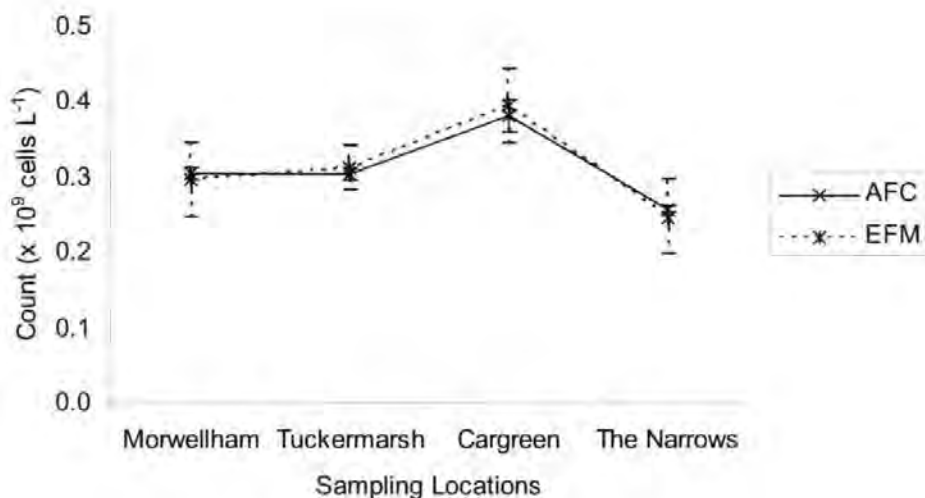 0.5
0.4
0.3
0.2
0.1
0.0
Count (x 10⁹ cells L⁻¹)
Morwellham Tuckermarsh Cargreen The Narrows
Sampling Locations
AFC
EFM